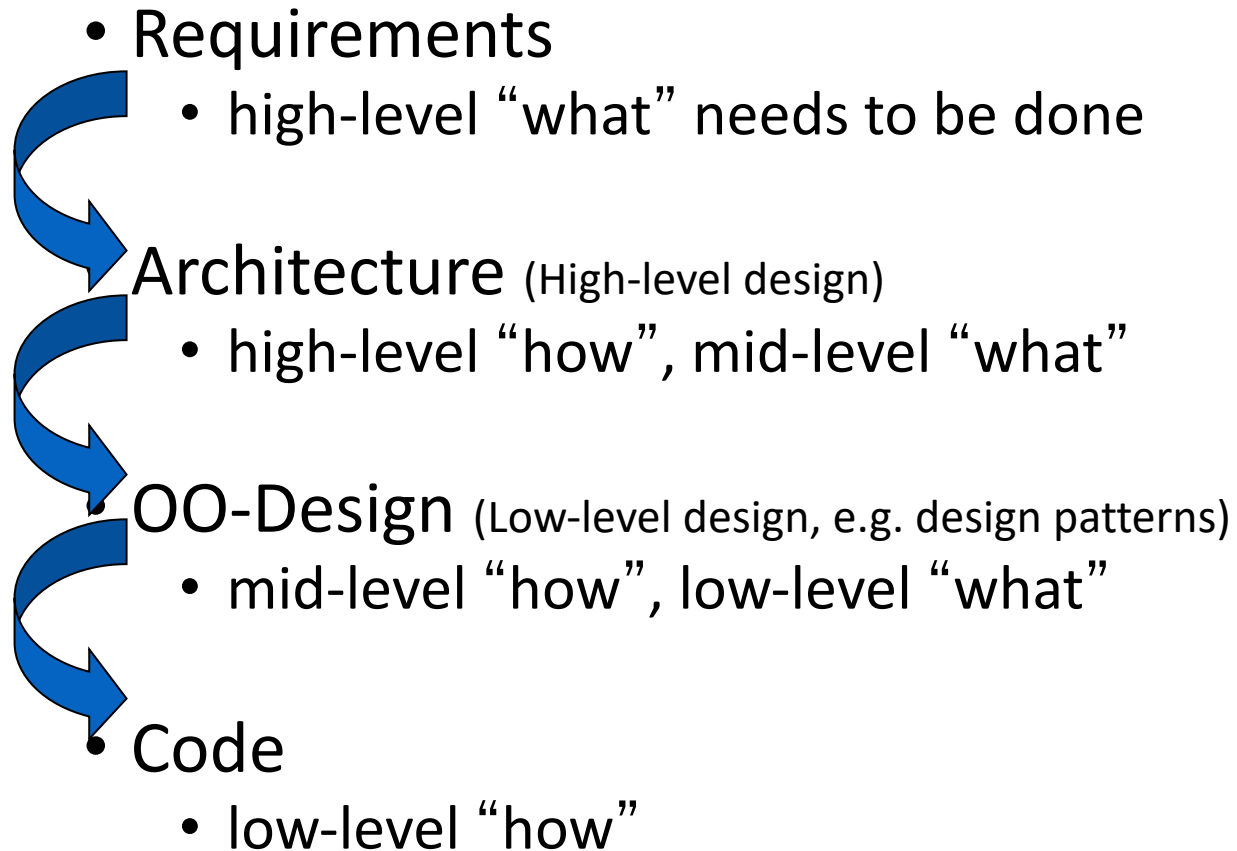 • Requirements
• high-level “what” needs to be done
Architecture (High-level design)
• high-level “how”, mid-level “what”
• OO-Design (Low-level design, e.g. design patterns)
• mid-level “how”, low-level “what”
• Code
• low-level “how”